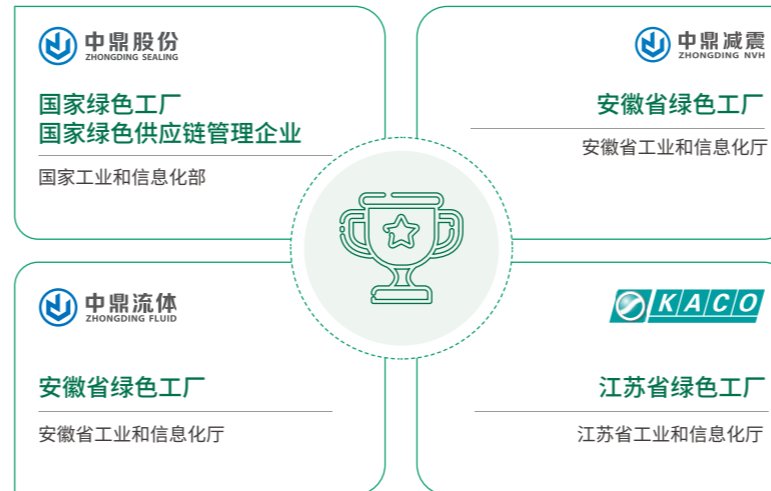 中鼎股份
ZHONGDING SEALING
国家绿色工厂
国家绿色供应链管理企业
国家工业和信息化部
中鼎减震
ZHONGDING NVH
安徽省绿色工厂
安徽省工业和信息化厅
中鼎流体
ZHONGDING FLUID
安徽省绿色工厂
安徽省工业和信息化厅
KACO
江苏省绿色工厂
江苏省工业和信息化厅